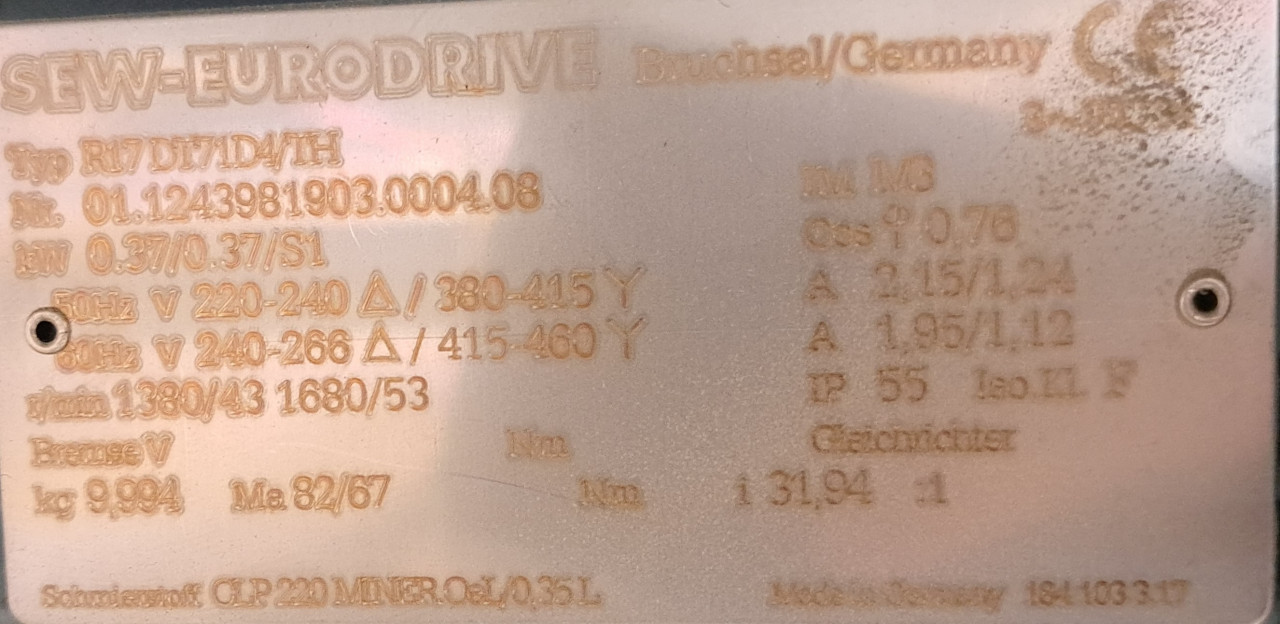 SEW-EURODRIVE Bruchsal/Germany CE
Typ R17 DT71D4/TH
Nr. 01.1243981903.0004.08 IM3
kW 0.37/0.37/S1 Cos φ 0,76
50Hz V 220-240 Δ / 380-415 Y A 2,15/1,24
60Hz V 240-266 Δ / 415-460 Y A 1,95/1,12
r/min 1380/43 1680/53 IP 55 Iso.Kl. F
Bremse V Nm Gleichrichter
kg 9,994 Ma 82/67 Nm i 31,94 :1
Schmierstoff CLP 220 MINER.OeL/0,35 L Made in Germany 184 103 3.17